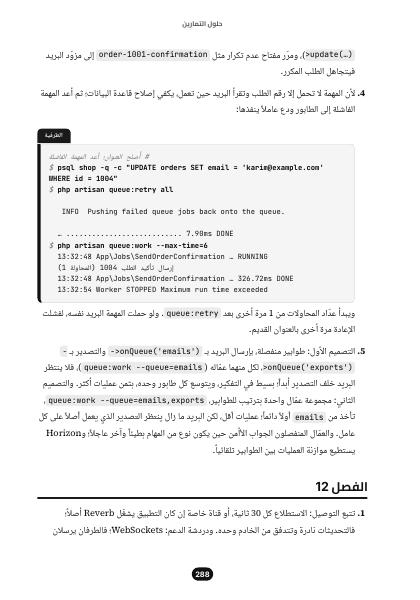 حلول التمارين
update(…)>)، ومرّر مفتاح عدم تكرار مثل order-1001-confirmation إلى مزوّد البريد
فيتجاهل الطلب المكرر.
4. لأن المهمة لا تحمل إلا رقم الطلب وتقرأ البريد حين تعمل، يكفي إصلاح قاعدة البيانات؛ ثم أعد المهمة
الفاشلة إلى الطابور ودع عاملاً ينفذها:
الطرفية
# أصلح العنوان؛ أعد المهمة الفاشلة
$ psql shop -q -c "UPDATE orders SET email = 'karim@example.com'
WHERE id = 1004"
$ php artisan queue:retry all
INFO Pushing failed queue jobs back onto the queue.
… .......................... 7.90ms DONE
$ php artisan queue:work --max-time=6
13:32:48 App\Jobs\SendOrderConfirmation … RUNNING
إرسال تأكيد الطلب 1004 (المحاولة 1)
13:32:48 App\Jobs\SendOrderConfirmation … 326.72ms DONE
13:32:54 Worker STOPPED Maximum run time exceeded
ويبدأ عدّاد المحاولات من 1 مرة أخرى بعد queue:retry. ولو حملت المهمة البريد نفسه، لفشلت
الإعادة مرة أخرى بالعنوان القديم.
5. التصميم الأول: طوابير منفصلة، بإرسال البريد بـ ->onQueue('emails') والتصدير بـ -
>onQueue('exports')، لكل منهما عمّاله (queue:work --queue=emails)، فلا ينتظر
البريد خلف التصدير أبداً؛ بسيط في التفكير، ويتوسع كل طابور وحده، بثمن عمليات أكثر. والتصميم
الثاني: مجموعة عمّال واحدة بترتيب للطوابير، queue:work --queue=emails,exports،
تأخذ من emails أولاً دائماً؛ عمليات أقل، لكن البريد ما زال ينتظر التصدير الذي يعمل أصلاً على كل
عامل. والعمّال المنفصلون الجواب الأأمن حين يكون نوع من المهام بطيئاً وآخر عاجلاً؛ وHorizon
يستطيع موازنة العمليات بين الطوابير تلقائياً.
الفصل 12
1. تتبع التوصيل: الاستطلاع كل 30 ثانية، أو قناة خاصة إن كان التطبيق يشغّل Reverb أصلاً؛
فالتحديثات نادرة وتتدفق من الخادم وحده. ودردشة الدعم: WebSockets؛ فالطرفان يرسلان
288